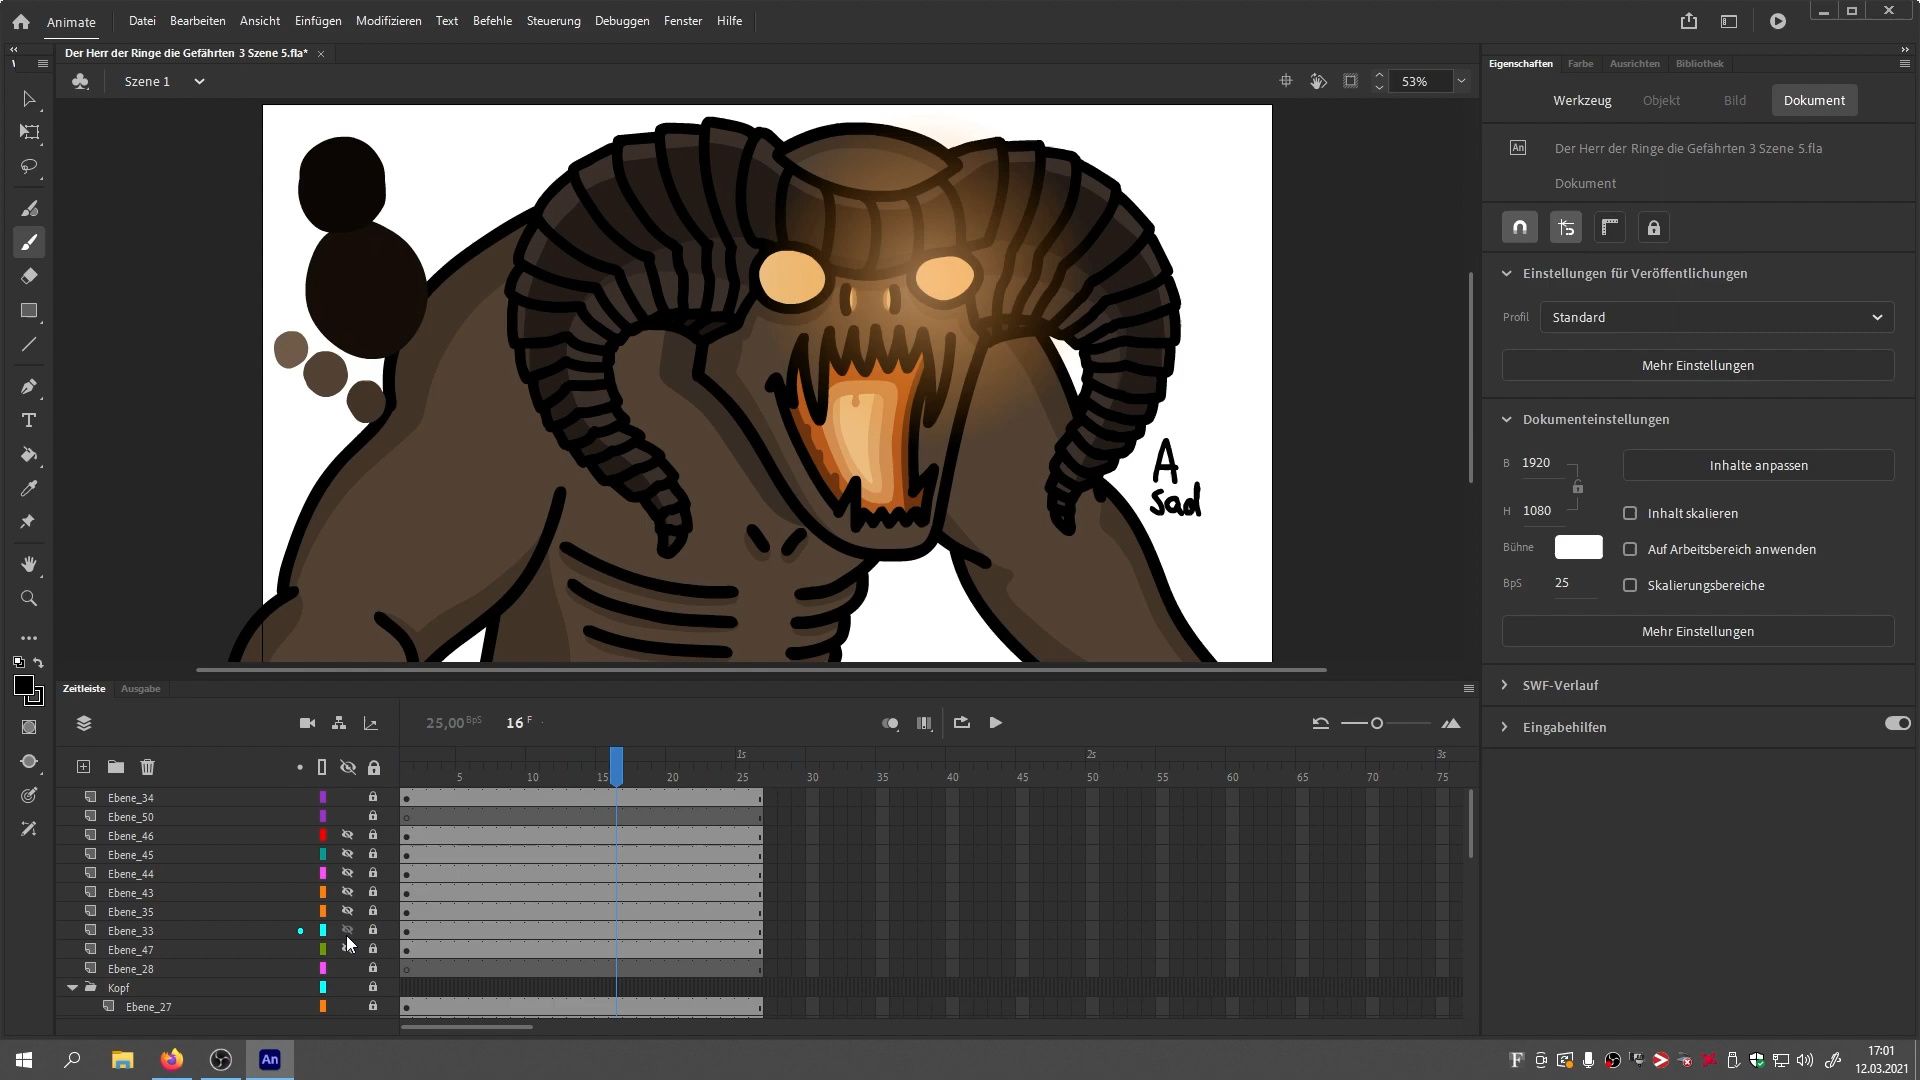 Animate
Datei Bearbeiten Ansicht Einfügen Modifizieren Text Befehle Steuerung Debuggen Fenster Hilfe
Der Herr der Ringe die Gefährten 3 Szene 5.fla*
Szene 1
53%
A
sad
Eigenschaften Farbe Ausrichten Bibliothek
Werkzeug Objekt Bild Dokument
An Der Herr der Ringe die Gefährten 3 Szene 5.fla
Dokument
Einstellungen für Veröffentlichungen
Profil Standard
Mehr Einstellungen
Dokumenteinstellungen
B 1920 Inhalte anpassen
H 1080 Inhalt skalieren
Bühne Auf Arbeitsbereich anwenden
BpS 25 Skalierungsbereiche
Mehr Einstellungen
SWF-Verlauf
Eingabehilfen
Zeitleiste Ausgabe
25,00 BpS 16 F
1s 2s 3s
5 10 15 20 25 30 35 40 45 50 55 60 65 70 75
Ebene_34
Ebene_50
Ebene_46
Ebene_45
Ebene_44
Ebene_43
Ebene_35
Ebene_33
Ebene_47
Ebene_28
Kopf
Ebene_27
An
17:01
12.03.2021